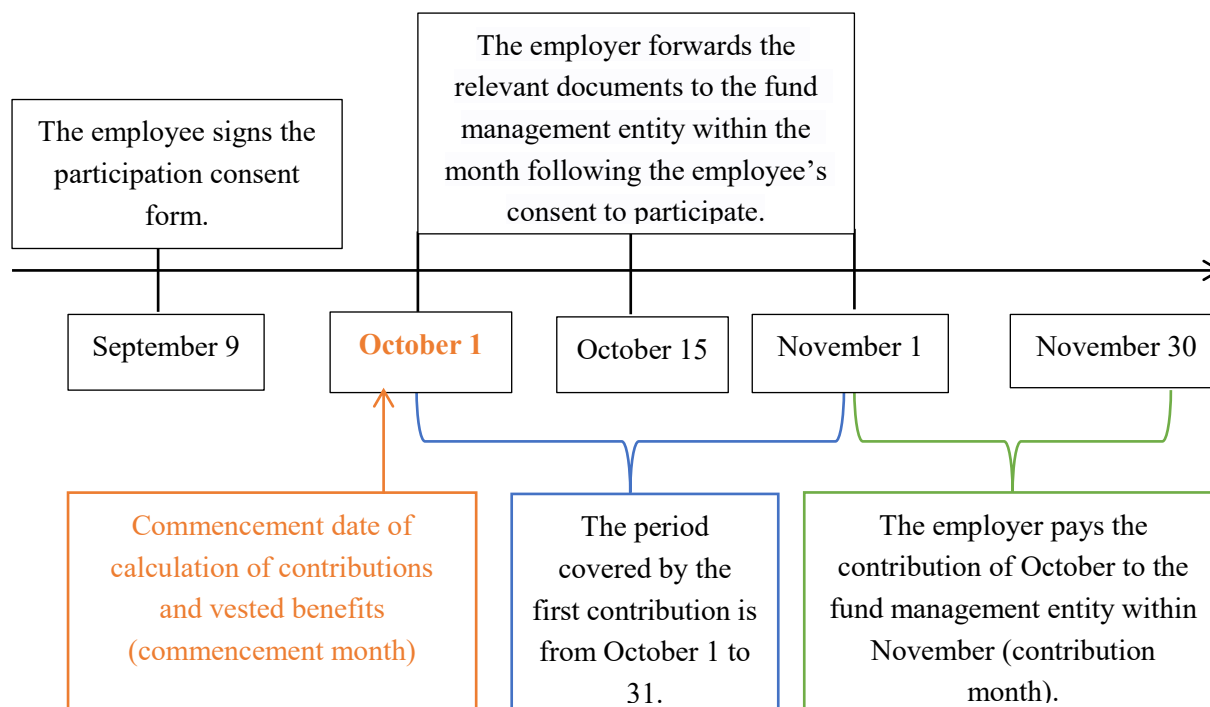 The employee signs the
participation consent
form.
The employer forwards the
relevant documents to the fund
management entity within the
month following the employee’s
consent to participate.
September 9
October 1
October 15
November 1
November 30
Commencement date of
calculation of contributions
and vested benefits
(commencement month)
The period
covered by the
first contribution is
from October 1 to
31.
The employer pays the
contribution of October to the
fund management entity within
November (contribution
month).